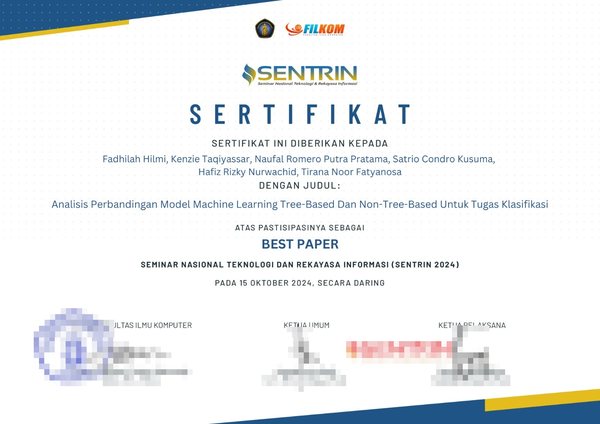 FILKOM
SENTRIN
Seminar Nasional Teknologi & Rekayasa Informasi
SERTIFIKAT
SERTIFIKAT INI DIBERIKAN KEPADA
Fadhilah Hilmi, Kenzie Taqiyassar, Naufal Romero Putra Pratama, Satrio Condro Kusuma,
Hafiz Rizky Nurwachid, Tirana Noor Fatyanosa
DENGAN JUDUL:
Analisis Perbandingan Model Machine Learning Tree-Based Dan Non-Tree-Based Untuk Tugas Klasifikasi
ATAS PASTISIPASINYA SEBAGAI
BEST PAPER
SEMINAR NASIONAL TEKNOLOGI DAN REKAYASA INFORMASI (SENTRIN 2024)
PADA 15 OKTOBER 2024, SECARA DARING
ULTAS ILMU KOMPUTER
KETUA UMUM
KETUA PELAKSANA